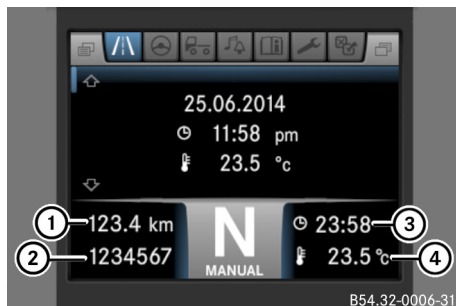 25.06.2014
11:58 pm
23.5 °c
1 123.4 km
2 1234567
N
MANUAL
23:58 3
23.5 °c 4
B54.32-0006-31